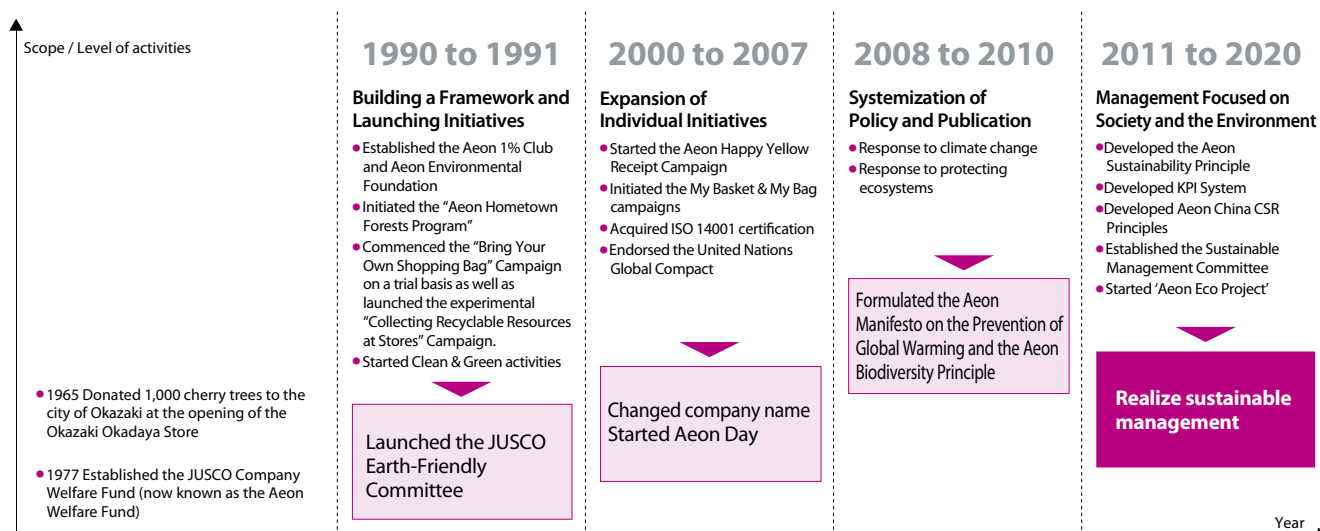 Scope / Level of activities
• 1965 Donated 1,000 cherry trees to the
city of Okazaki at the opening of the
Okazaki Okadaya Store
• 1977 Established the JUSCO Company
Welfare Fund (now known as the Aeon
Welfare Fund)
1990 to 1991
Building a Framework and
Launching Initiatives
• Established the Aeon 1% Club
and Aeon Environmental
Foundation
• Initiated the “Aeon Hometown
Forests Program”
• Commenced the “Bring Your
Own Shopping Bag” Campaign
on a trial basis as well as
launched the experimental
“Collecting Recyclable Resources
at Stores” Campaign.
• Started Clean & Green activities
Launched the JUSCO
Earth-Friendly
Committee
2000 to 2007
Expansion of
Individual Initiatives
• Started the Aeon Happy Yellow
Receipt Campaign
• Initiated the My Basket & My Bag
campaigns
• Acquired ISO 14001 certification
• Endorsed the United Nations
Global Compact
Changed company name
Started Aeon Day
2008 to 2010
Systemization of
Policy and Publication
• Response to climate change
• Response to protecting
ecosystems
Formulated the Aeon
Manifesto on the Prevention of
Global Warming and the Aeon
Biodiversity Principle
2011 to 2020
Management Focused on
Society and the Environment
• Developed the Aeon
Sustainability Principle
• Developed KPI System
• Developed Aeon China CSR
Principles
• Established the Sustainable
Management Committee
• Started ‘Aeon Eco Project’
Realize sustainable
management
Year